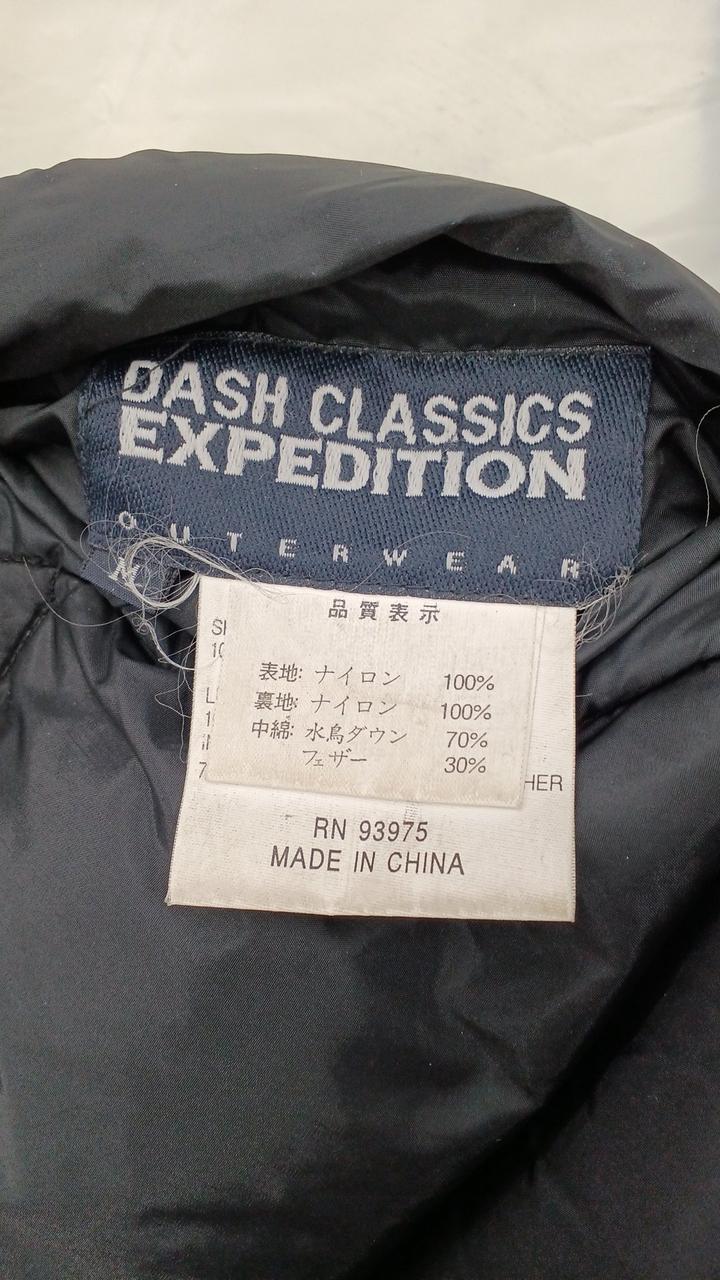 DASH CLASSICS
EXPEDITION
OUTERWEAR
M
品質表示
表地: ナイロン 100%
裏地: ナイロン 100%
中綿: 水鳥ダウン 70%
フェザー 30%
RN 93975
MADE IN CHINA